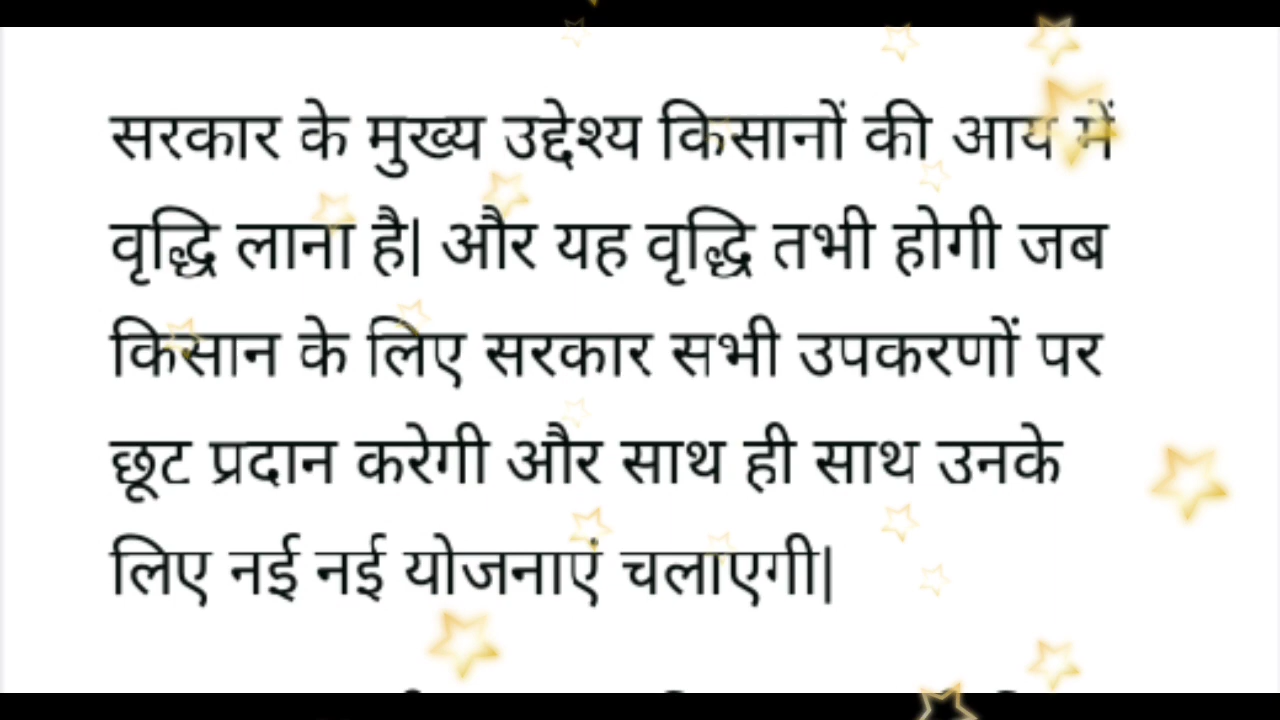 सरकार के मुख्य उद्देश्य किसानों की आय में
वृद्धि लाना है| और यह वृद्धि तभी होगी जब
किसान के लिए सरकार सभी उपकरणों पर
छूट प्रदान करेगी और साथ ही साथ उनके
लिए नई नई योजनाएं चलाएगी|